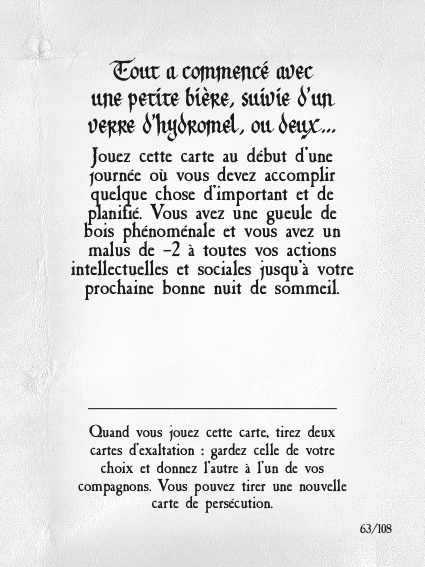 Tout a commencé avec
une petite bière, suivie d'un
verre d'hydromel, ou deux...
Jouez cette carte au début d'une
journée où vous devez accomplir
quelque chose d'important et de
planifié. Vous avez une gueule de
bois phénoménale et vous avez un
malus de -2 à toutes vos actions
intellectuelles et sociales jusqu'à votre
prochaine bonne nuit de sommeil.
Quand vous jouez cette carte, tirez deux
cartes d'exaltation : gardez celle de votre
choix et donnez l'autre à l'un de vos
compagnons. Vous pouvez tirer une nouvelle
carte de persécution.
63/108